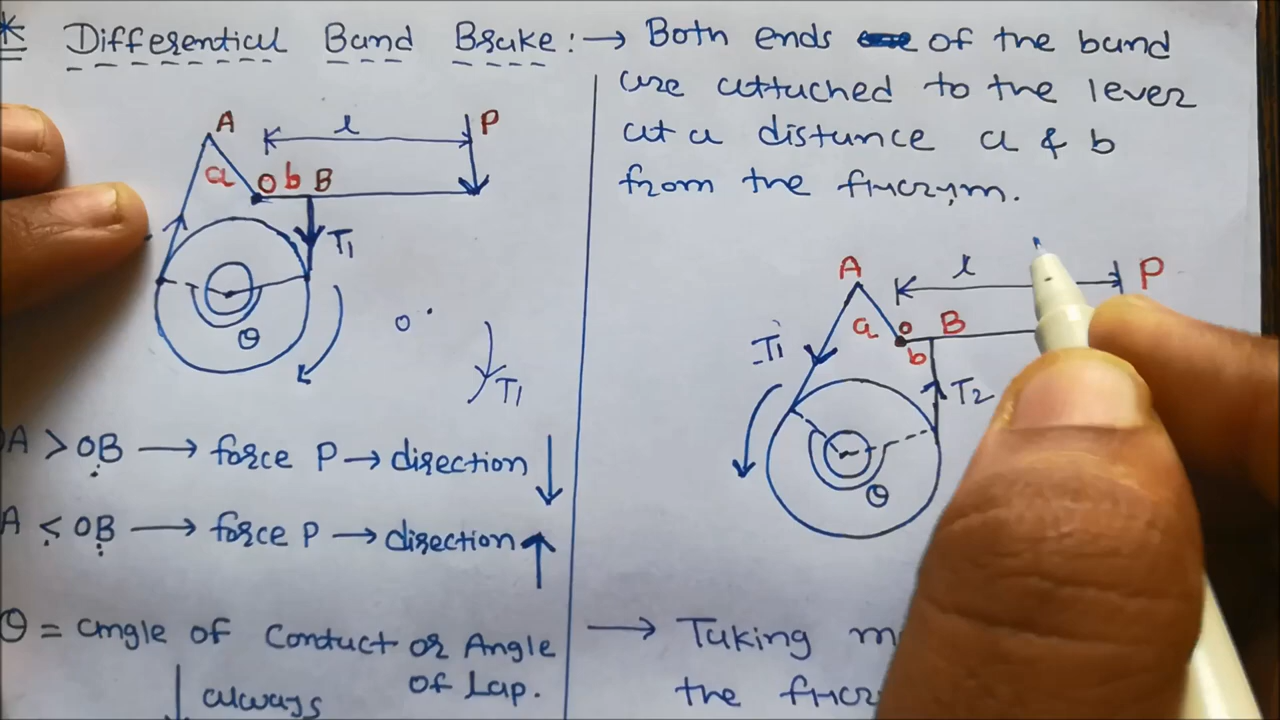 * Differential Band Brake : → Both ends of the band
are attached to the lever
at a distance a & b
from the fulcrum.
A
l
P
a
O b B
T1
θ
T1
A > OB → force P → direction ↓
A < OB → force P → direction ↑
θ = angle of Contact or Angle
of Lap.
always
A
l
P
a
O
B
b
T1
T2
θ
→ Taking
the